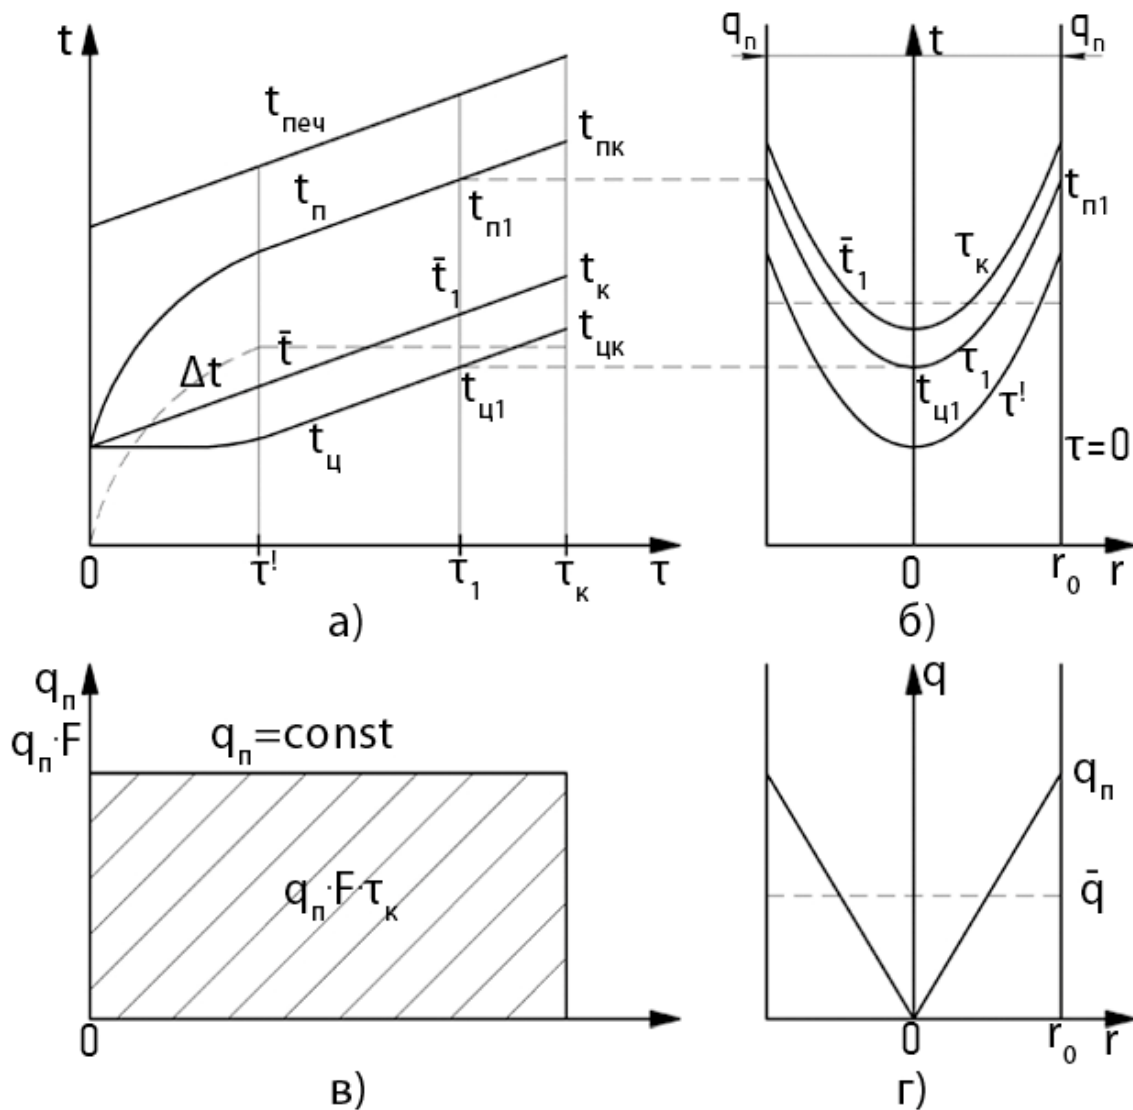 t
t_печ
t_п
t_пк
t_п1
t̄_1
t_к
t̄
Δt
t_цк
t_ц1
t_ц
0
τ!
τ_1
τ_к
τ
а)
q_п
t
q_п
t_п1
t̄_1
τ_к
τ_1
t_ц1
τ!
τ=0
0
r_0
r
б)
q_п
q_п·F
q_п=const
q_п·F·τ_к
0
в)
q
q_п
q̄
0
r_0
r
г)